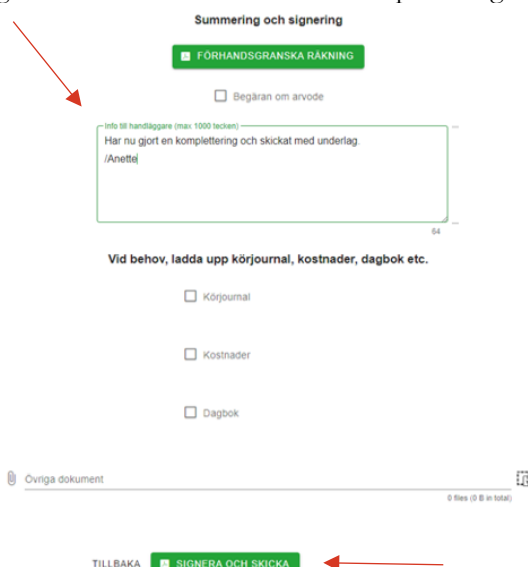 Summering och signering
FÖRHANDSGRANSKA RÄKNING
Begäran om arvode
Info till handläggare (max 1000 tecken)
Har nu gjort en komplettering och skickat med underlag.
/Anette
64
Vid behov, ladda upp körjournal, kostnader, dagbok etc.
Körjournal
Kostnader
Dagbok
Övriga dokument
0 files (0 B in total)
TILLBAKA
SIGNERA OCH SKICKA